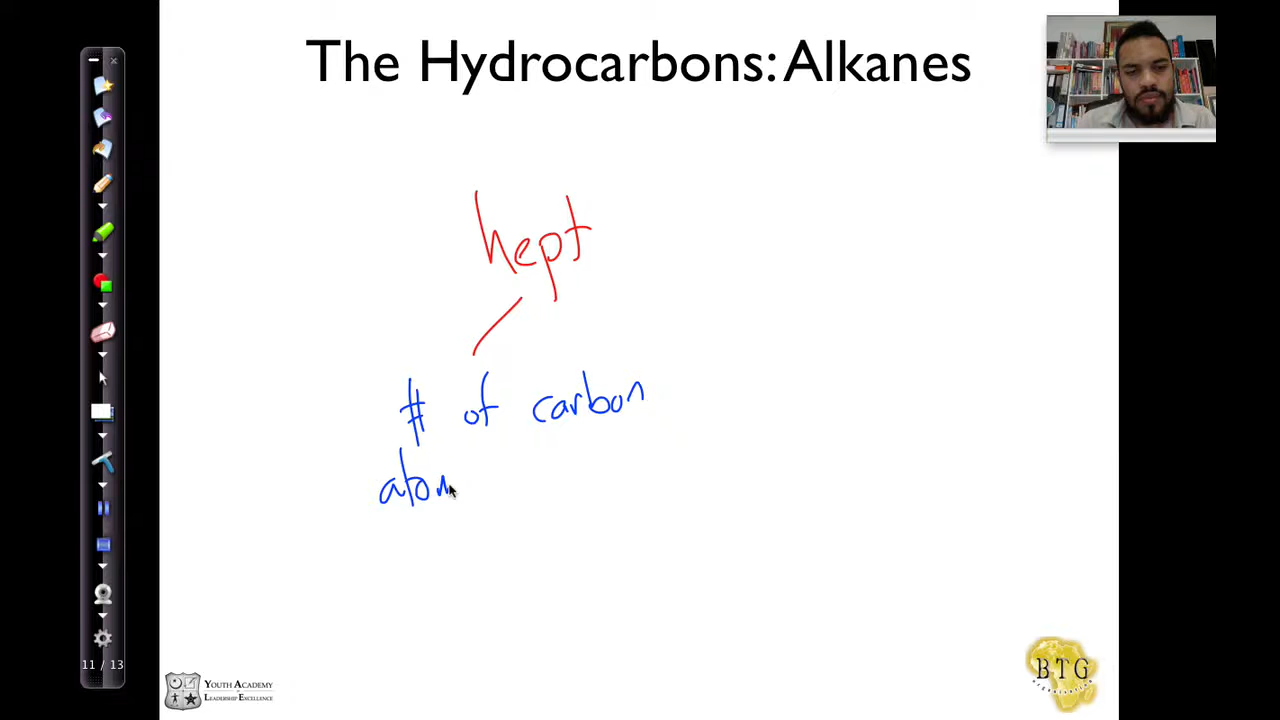 The Hydrocarbons: Alkanes
hept
# of carbon
atom
11 / 13
YOUTH ACADEMY
LEADERSHIP EXCELLENCE
BTG